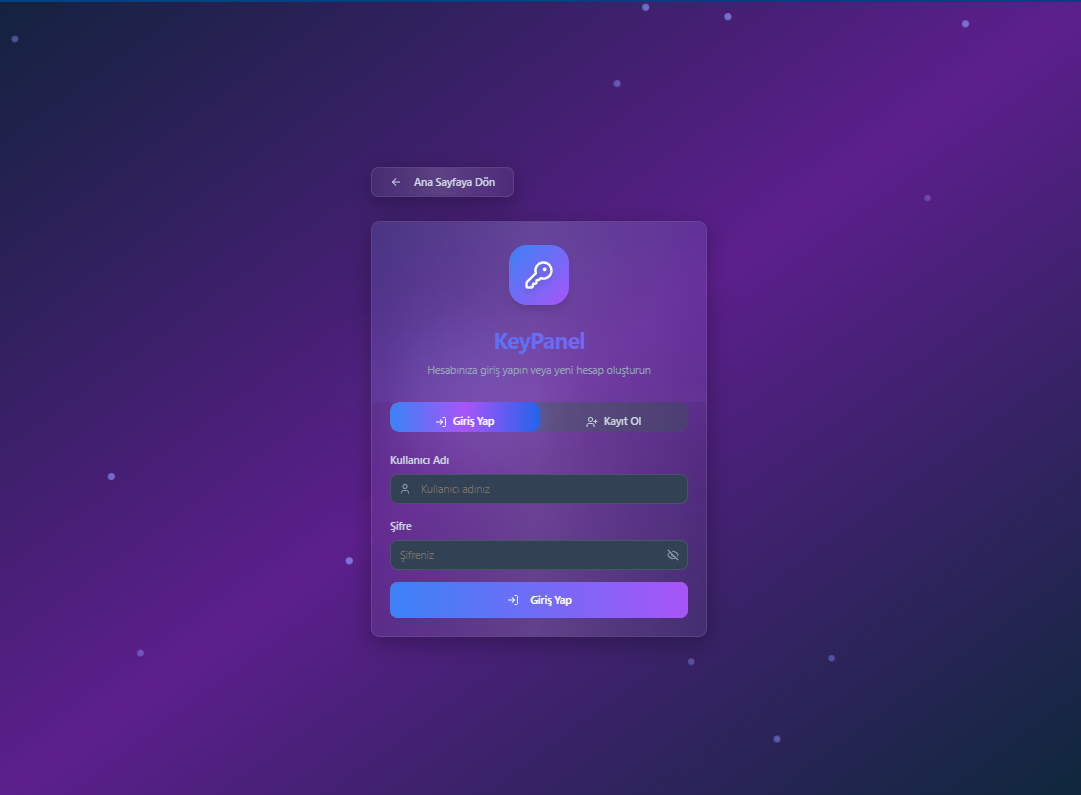 Ana Sayfaya Dön
KeyPanel
Hesabınıza giriş yapın veya yeni hesap oluşturun
Giriş Yap
Kayıt Ol
Kullanıcı Adı
Kullanıcı adınız
Şifre
Şifreniz
Giriş Yap